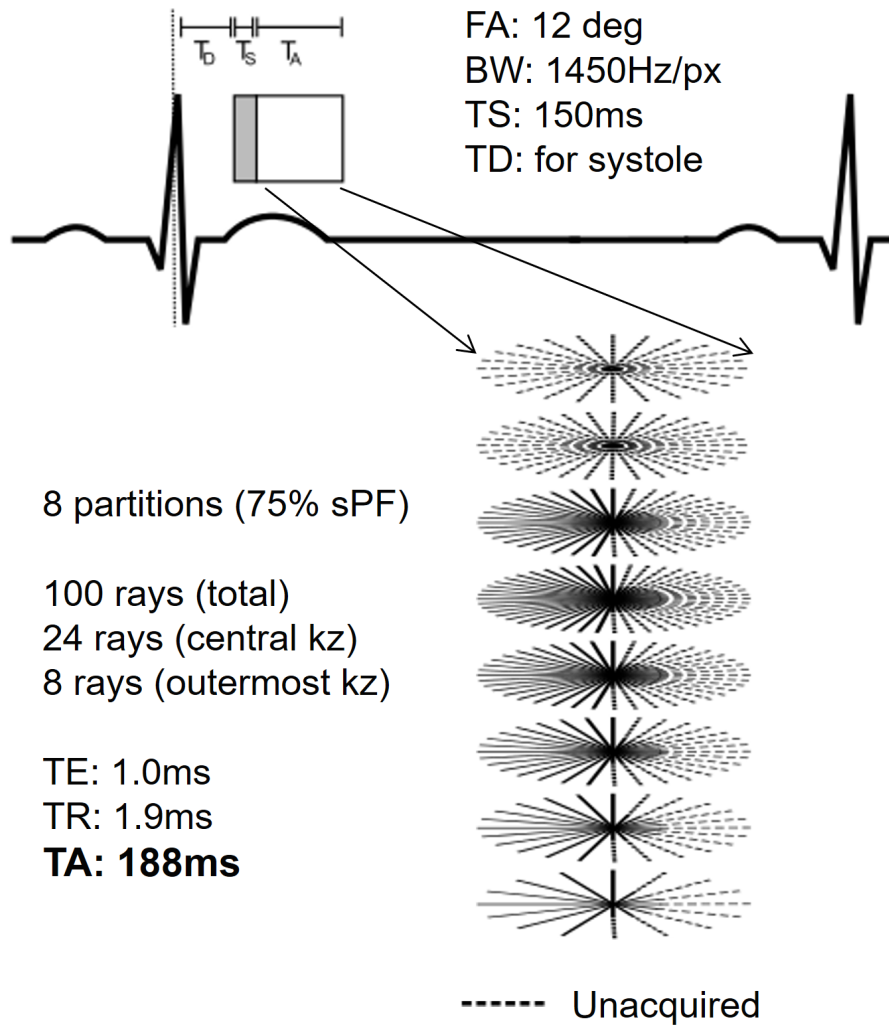 TD TS TA
FA: 12 deg
BW: 1450Hz/px
TS: 150ms
TD: for systole
8 partitions (75% sPF)
100 rays (total)
24 rays (central kz)
8 rays (outermost kz)
TE: 1.0ms
TR: 1.9ms
TA: 188ms
Unacquired